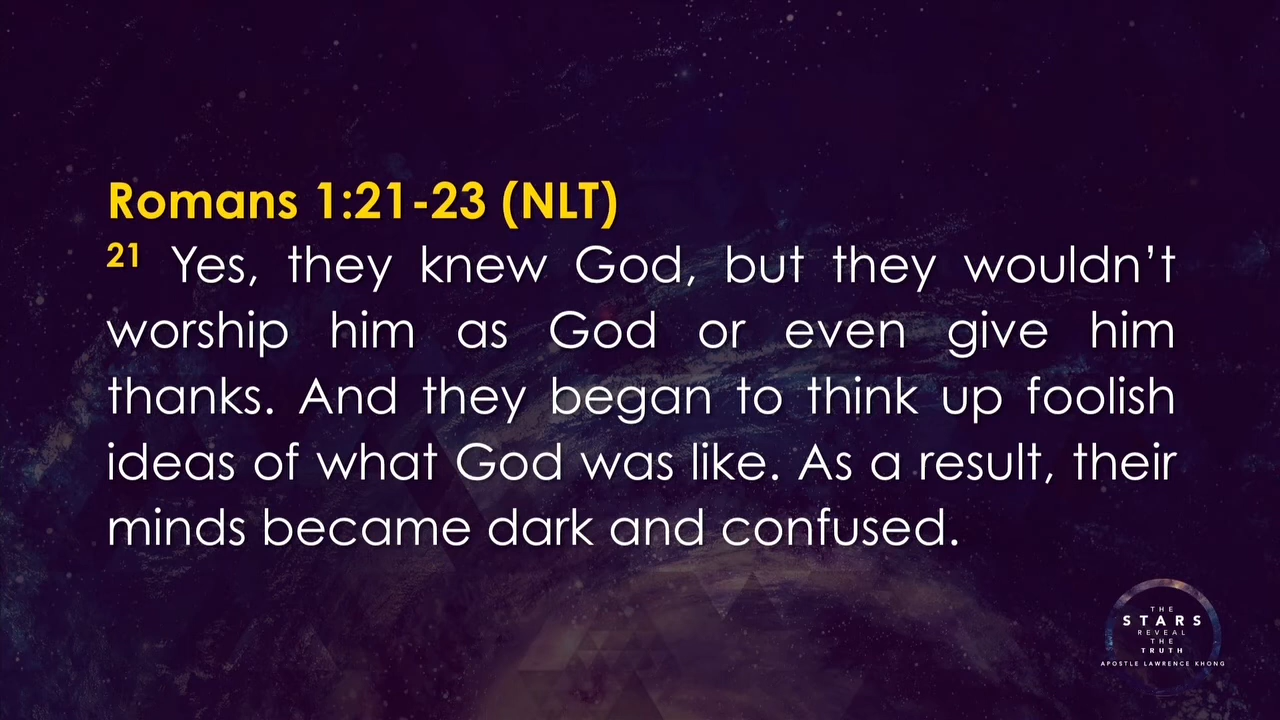 Romans 1:21-23 (NLT)
21 Yes, they knew God, but they wouldn’t
worship him as God or even give him
thanks. And they began to think up foolish
ideas of what God was like. As a result, their
minds became dark and confused.
THE
STARS
REVEAL
THE
TRUTH
APOSTLE LAWRENCE KHONG